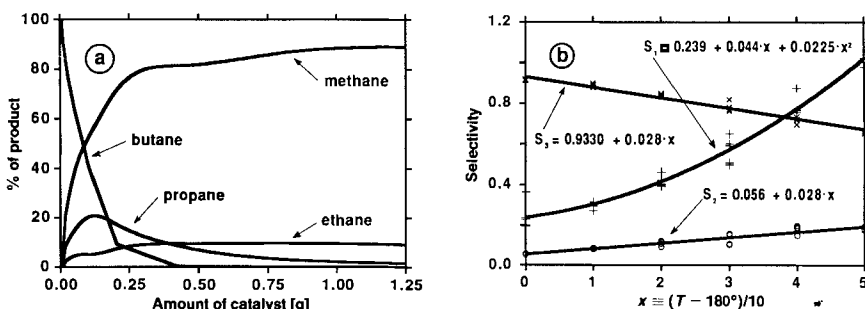 100
80
60
40
20
0
% of product
a
methane
butane
propane
ethane
0.00
0.25
0.50
0.75
1.00
1.25
Amount of catalyst [g]
1.2
0.8
0.4
0.0
Selectivity
b
S₁ = 0.239 + 0.044·x + 0.0225·x²
S₃ = 0.9330 + 0.028·x
S₂ = 0.056 + 0.028·x
0
1
2
3
4
5
x ≡ (T − 180°)/10